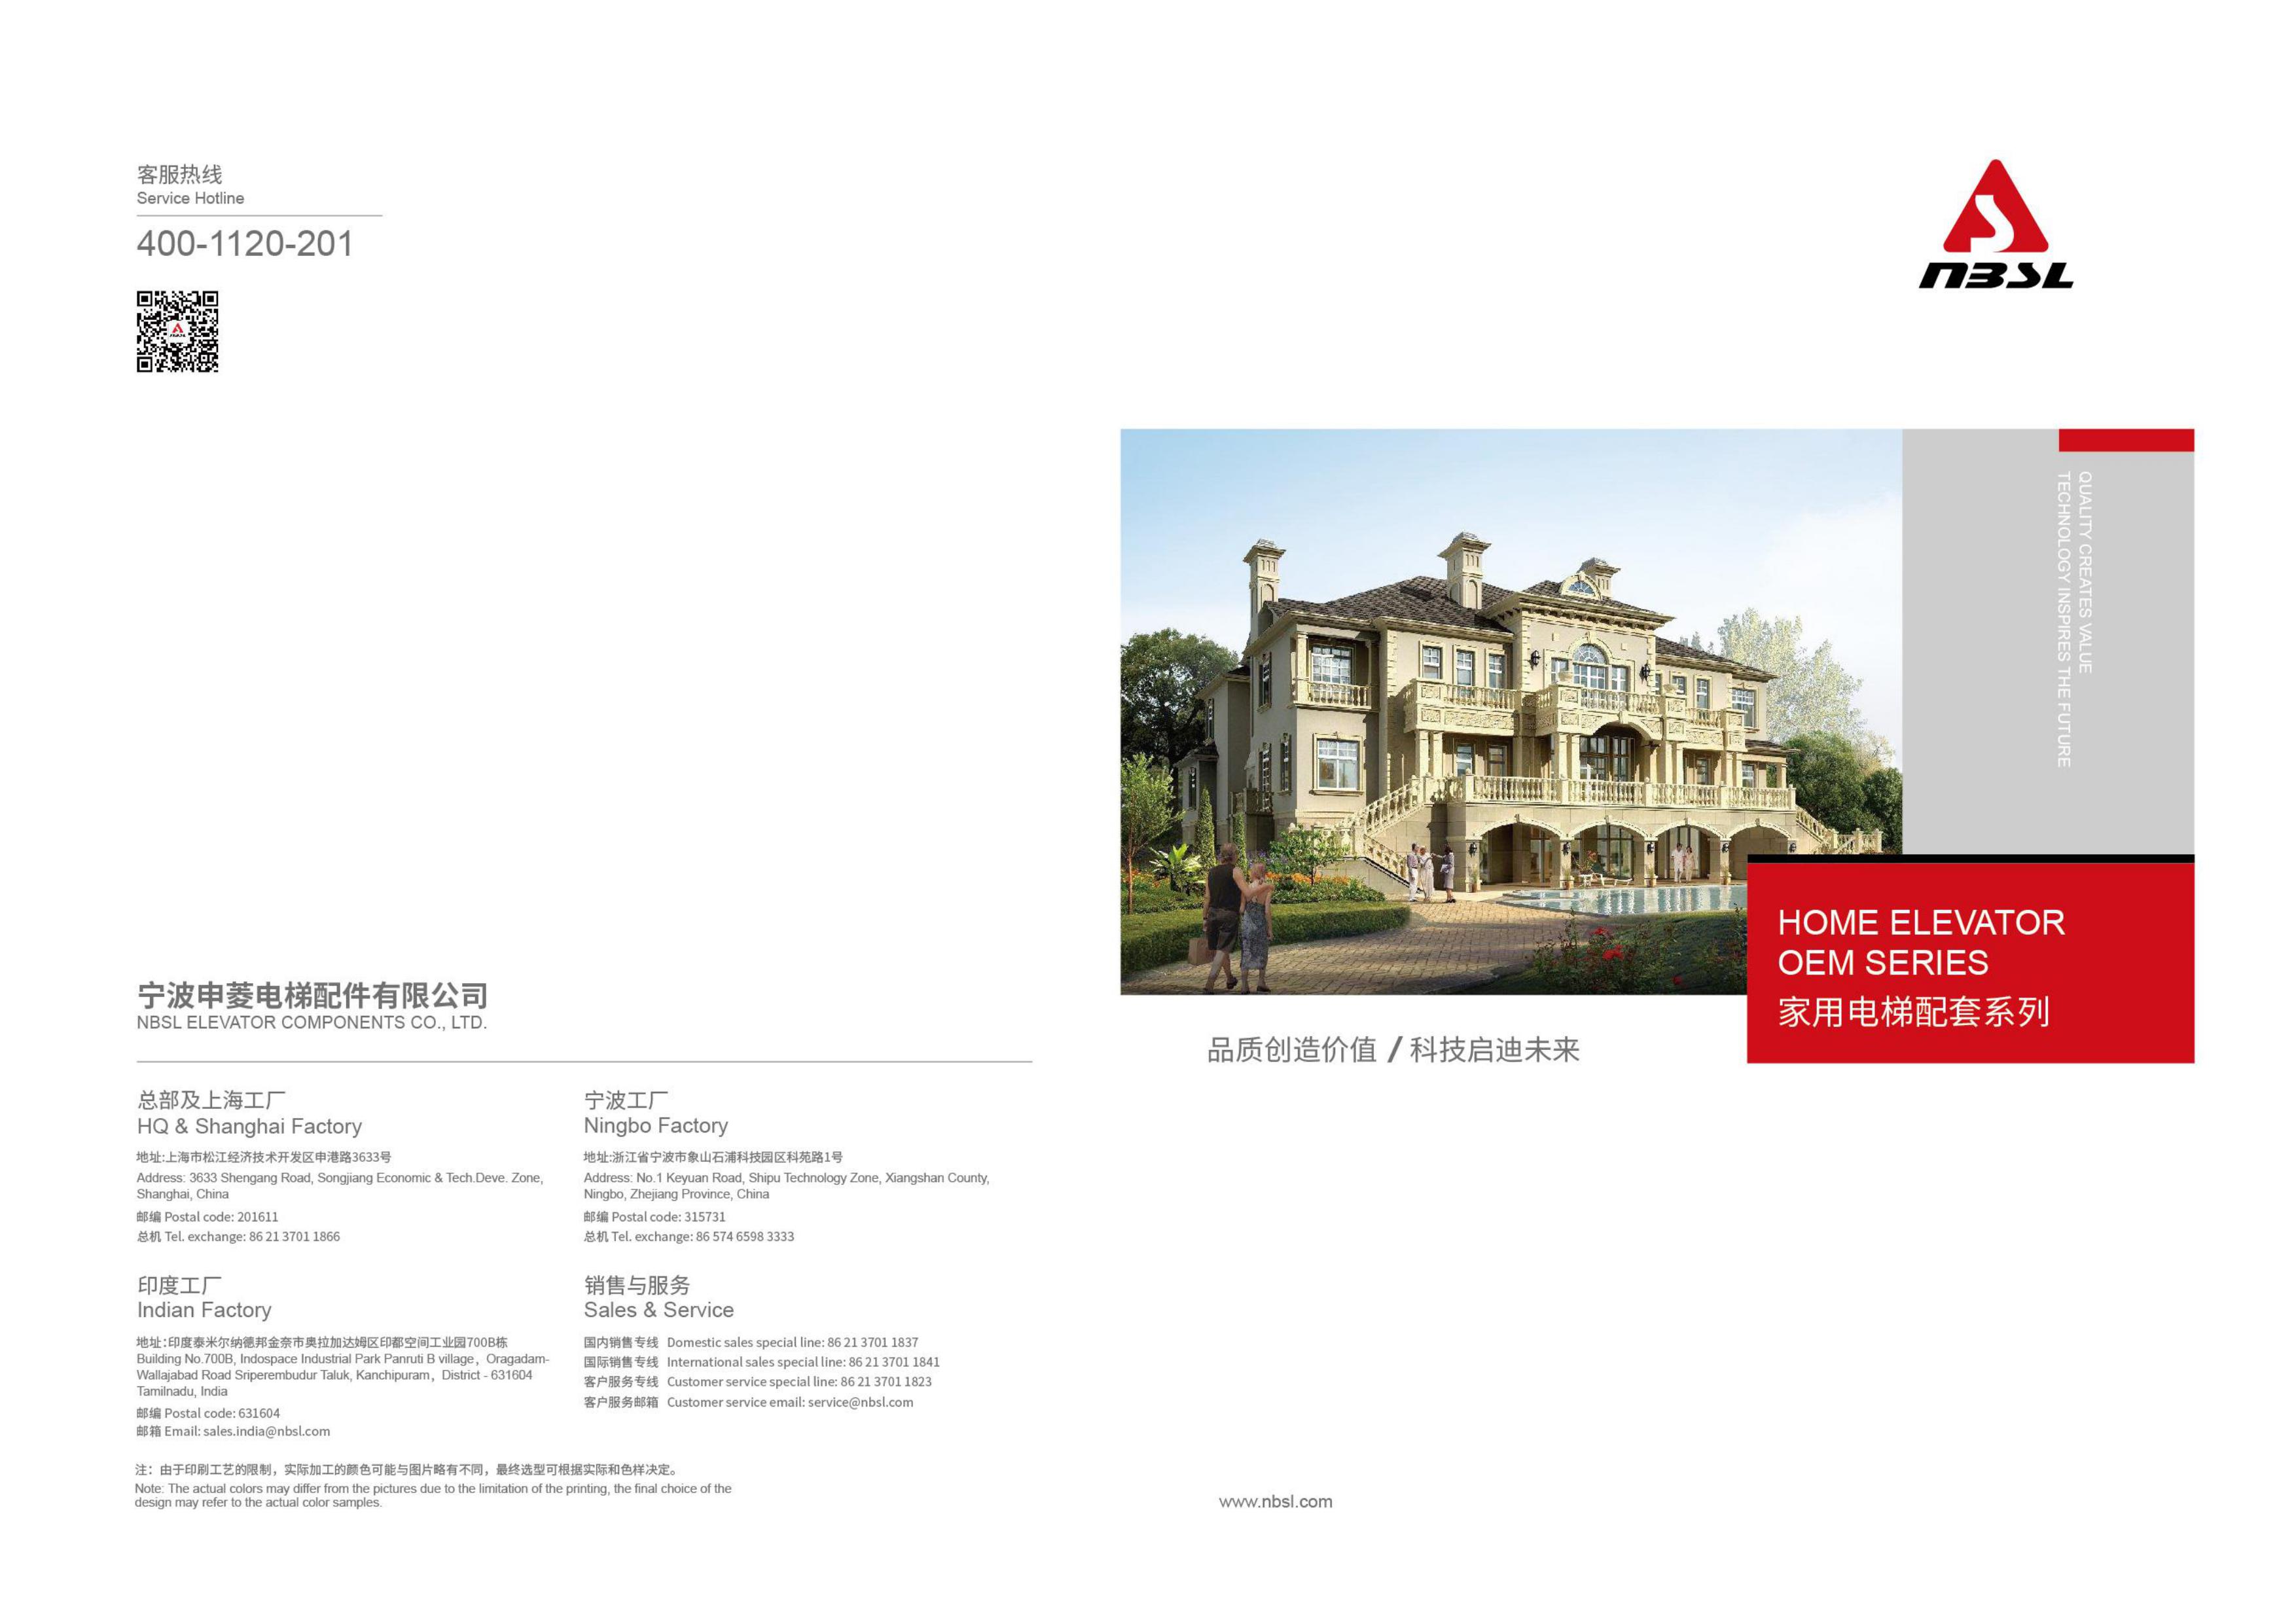 客服热线
Service Hotline
400-1120-201
宁波申菱电梯配件有限公司
NBSL ELEVATOR COMPONENTS CO., LTD.
总部及上海工厂
HQ & Shanghai Factory
地址:上海市松江经济技术开发区申港路3633号
Address: 3633 Shengang Road, Songjiang Economic & Tech.Deve. Zone,
Shanghai, China
邮编 Postal code: 201611
总机 Tel. exchange: 86 21 3701 1866
宁波工厂
Ningbo Factory
地址:浙江省宁波市象山石浦科技园区科苑路1号
Address: No.1 Keyuan Road, Shipu Technology Zone, Xiangshan County,
Ningbo, Zhejiang Province, China
邮编 Postal code: 315731
总机 Tel. exchange: 86 574 6598 3333
印度工厂
Indian Factory
地址:印度泰米尔纳德邦金奈市奥拉加达姆区印都空间工业园700B栋
Building No.700B, Indospace Industrial Park Panruti B village, Oragadam-
Wallajabad Road Sriperembudur Taluk, Kanchipuram, District - 631604
Tamilnadu, India
邮编 Postal code: 631604
邮箱 Email: sales.india@nbsl.com
销售与服务
Sales & Service
国内销售专线 Domestic sales special line: 86 21 3701 1837
国际销售专线 International sales special line: 86 21 3701 1841
客户服务专线 Customer service special line: 86 21 3701 1823
客户服务邮箱 Customer service email: service@nbsl.com
注：由于印刷工艺的限制，实际加工的颜色可能与图片略有不同，最终选型可根据实际和色样决定。
Note: The actual colors may differ from the pictures due to the limitation of the printing, the final choice of the
design may refer to the actual color samples.
NBSL
QUALITY CREATES VALUE
TECHNOLOGY INSPIRES THE FUTURE
HOME ELEVATOR
OEM SERIES
家用电梯配套系列
品质创造价值 / 科技启迪未来
www.nbsl.com